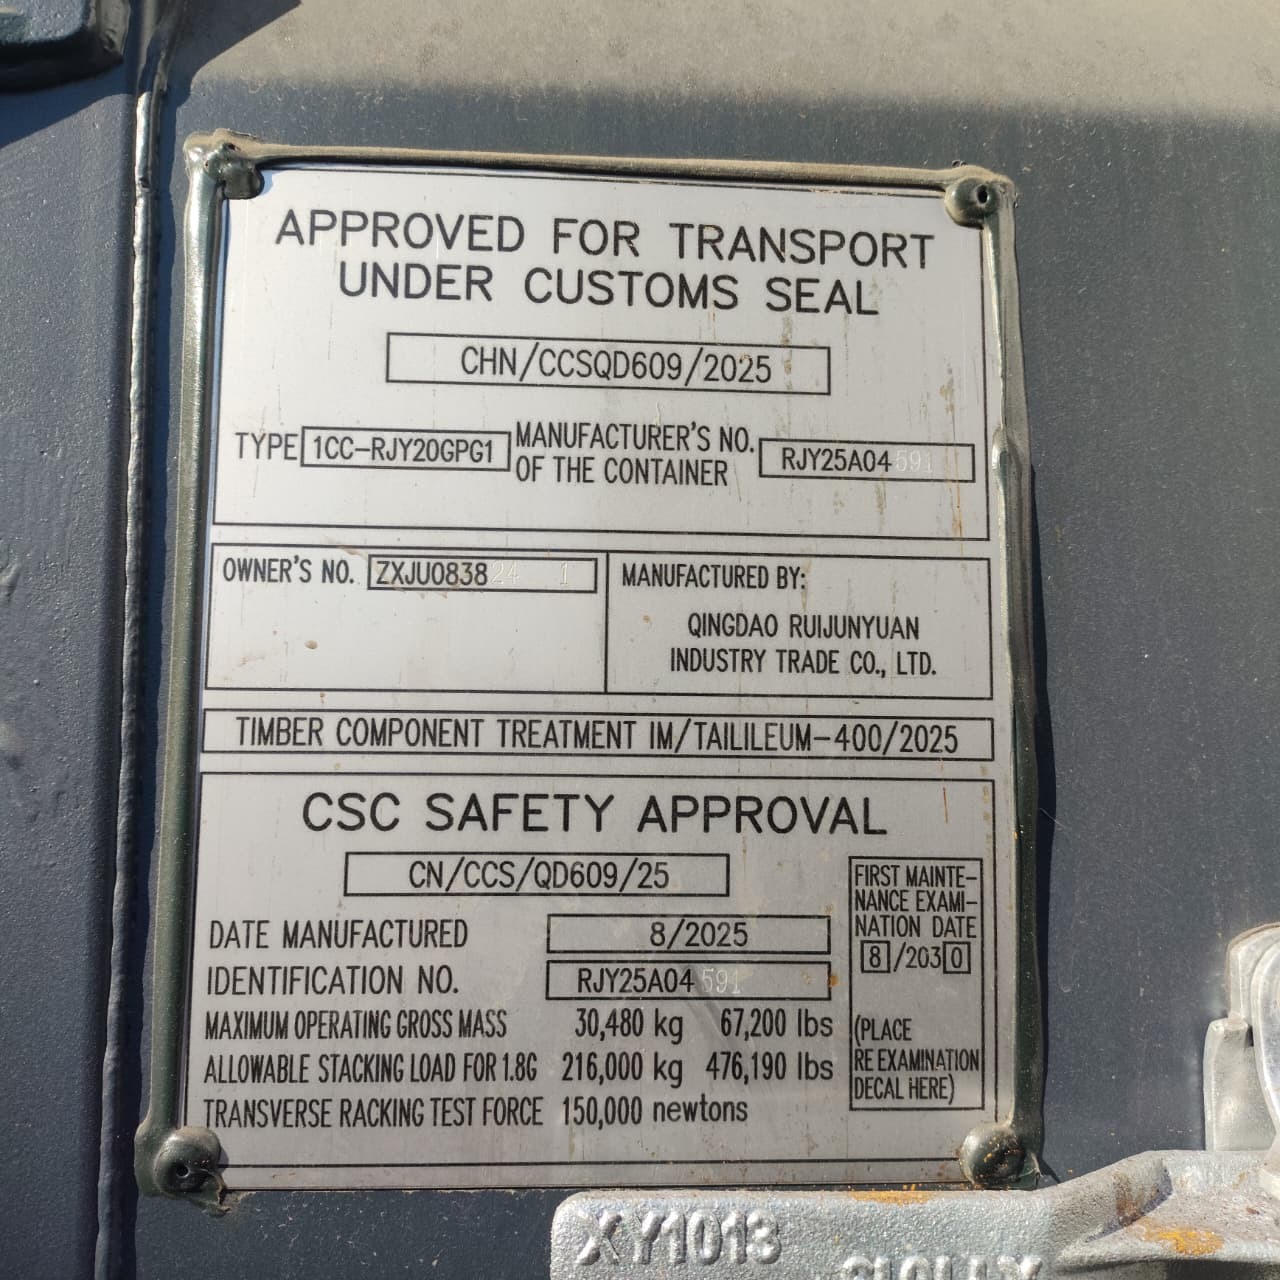 APPROVED FOR TRANSPORT
UNDER CUSTOMS SEAL
CHN/CCSQD609/2025
TYPE 1CC-RJY20GPG1 MANUFACTURER'S NO. OF THE CONTAINER RJY25A04591
OWNER'S NO. ZXJU083824 1
MANUFACTURED BY:
QINGDAO RUIJUNYUAN
INDUSTRY TRADE CO., LTD.
TIMBER COMPONENT TREATMENT IM/TAILILEUM-400/2025
CSC SAFETY APPROVAL
CN/CCS/QD609/25
DATE MANUFACTURED 8/2025
IDENTIFICATION NO. RJY25A04591
MAXIMUM OPERATING GROSS MASS 30,480 kg 67,200 lbs
ALLOWABLE STACKING LOAD FOR 1.8G 216,000 kg 476,190 lbs
TRANSVERSE RACKING TEST FORCE 150,000 newtons
FIRST MAINTE-
NANCE EXAMI-
NATION DATE
8/2030
(PLACE
RE EXAMINATION
DECAL HERE)
XY1013